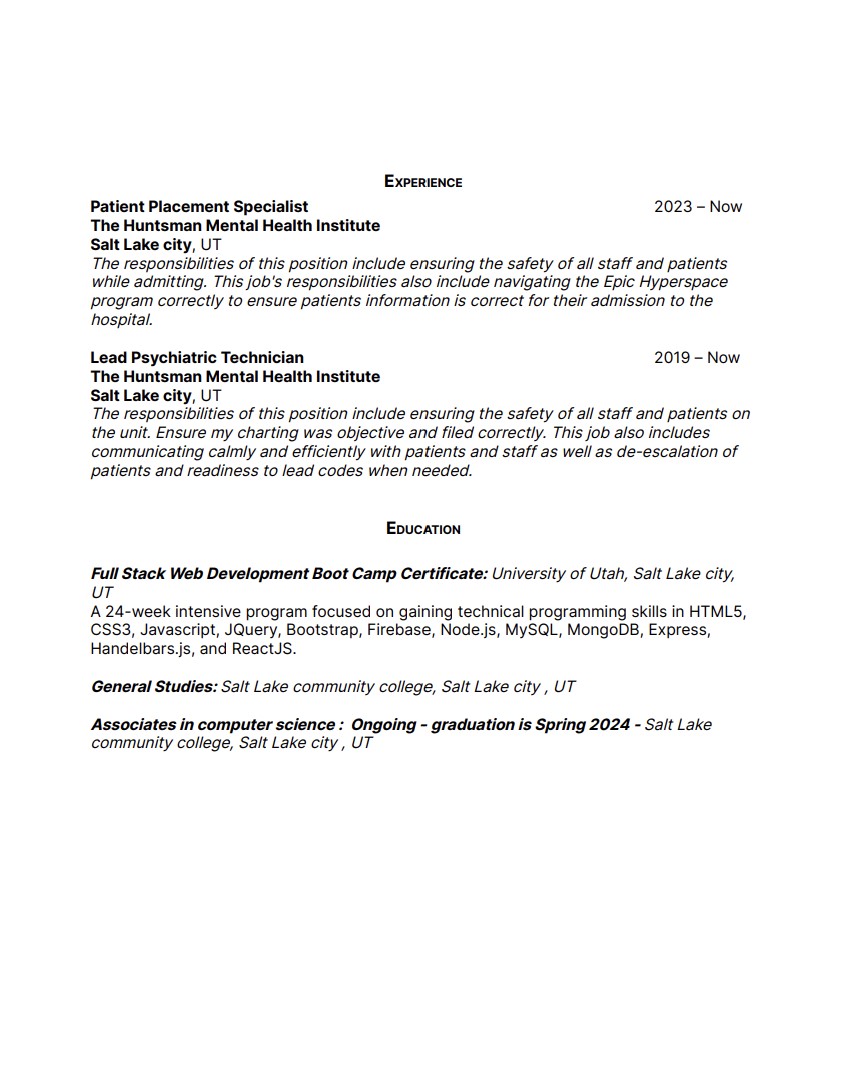 EXPERIENCE
Patient Placement Specialist 2023 – Now
The Huntsman Mental Health Institute
Salt Lake city, UT
The responsibilities of this position include ensuring the safety of all staff and patients
while admitting. This job's responsibilities also include navigating the Epic Hyperspace
program correctly to ensure patients information is correct for their admission to the
hospital.
Lead Psychiatric Technician 2019 – Now
The Huntsman Mental Health Institute
Salt Lake city, UT
The responsibilities of this position include ensuring the safety of all staff and patients on
the unit. Ensure my charting was objective and filed correctly. This job also includes
communicating calmly and efficiently with patients and staff as well as de-escalation of
patients and readiness to lead codes when needed.
EDUCATION
Full Stack Web Development Boot Camp Certificate: University of Utah, Salt Lake city,
UT
A 24-week intensive program focused on gaining technical programming skills in HTML5,
CSS3, Javascript, JQuery, Bootstrap, Firebase, Node.js, MySQL, MongoDB, Express,
Handelbars.js, and ReactJS.
General Studies: Salt Lake community college, Salt Lake city , UT
Associates in computer science : Ongoing – graduation is Spring 2024 - Salt Lake
community college, Salt Lake city , UT